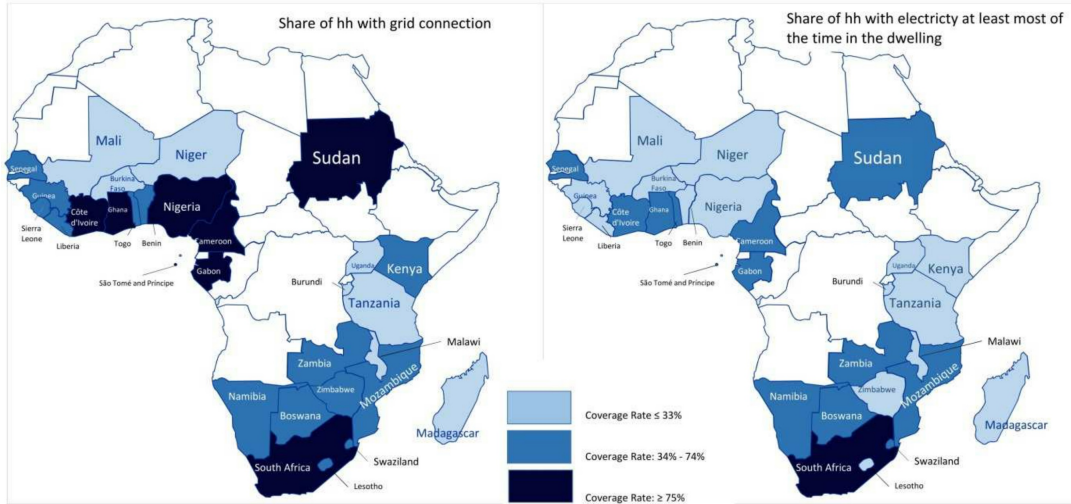 Share of hh with grid connection
Mali
Niger
Sudan
Senegal
Burkina
Faso
Guinea
Nigeria
Côte
d'Ivoire
Ghana
Sierra
Leone
Liberia
Togo
Benin
Cameroon
Gabon
São Tomé and Príncipe
Uganda
Kenya
Burundi
Tanzania
Malawi
Zambia
Mozambique
Zimbabwe
Namibia
Boswana
Madagascar
South Africa
Swaziland
Lesotho
Share of hh with electricty at least most of
the time in the dwelling
Mali
Niger
Sudan
Senegal
Burkina
Faso
Guinea
Nigeria
Côte
d'Ivoire
Ghana
Sierra
Leone
Liberia
Togo
Benin
Cameroon
Gabon
São Tomé and Príncipe
Uganda
Kenya
Burundi
Tanzania
Malawi
Zambia
Mozambique
Zimbabwe
Namibia
Boswana
Madagascar
South Africa
Swaziland
Lesotho
Coverage Rate ≤ 33%
Coverage Rate: 34% - 74%
Coverage Rate: ≥ 75%